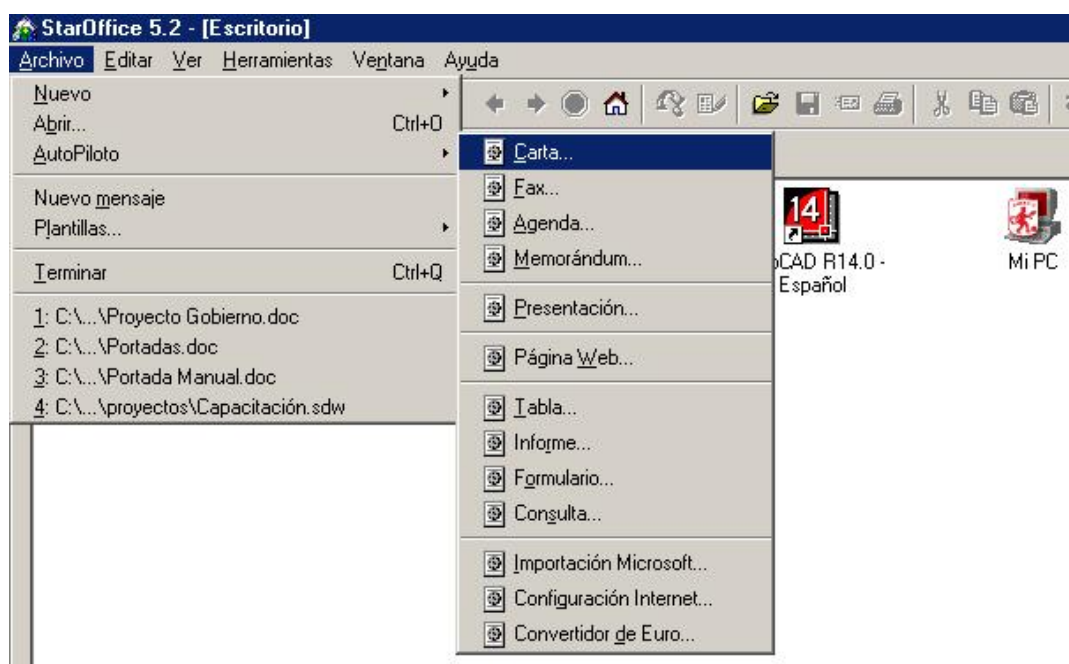 StarOffice 5.2 - [Escritorio]
Archivo Editar Ver Herramientas Ventana Ayuda
Nuevo
Abrir... Ctrl+O
AutoPiloto
Nuevo mensaje
Plantillas...
Terminar Ctrl+Q
1: C:\...\Proyecto Gobierno.doc
2: C:\...\Portadas.doc
3: C:\...\Portada Manual.doc
4: C:\...\proyectos\Capacitación.sdw
Carta...
Fax...
Agenda...
Memorándum...
Presentación...
Página Web...
Tabla...
Informe...
Formulario...
Consulta...
Importación Microsoft...
Configuración Internet...
Convertidor de Euro...
14
CAD R14.0 -
Español
Mi PC